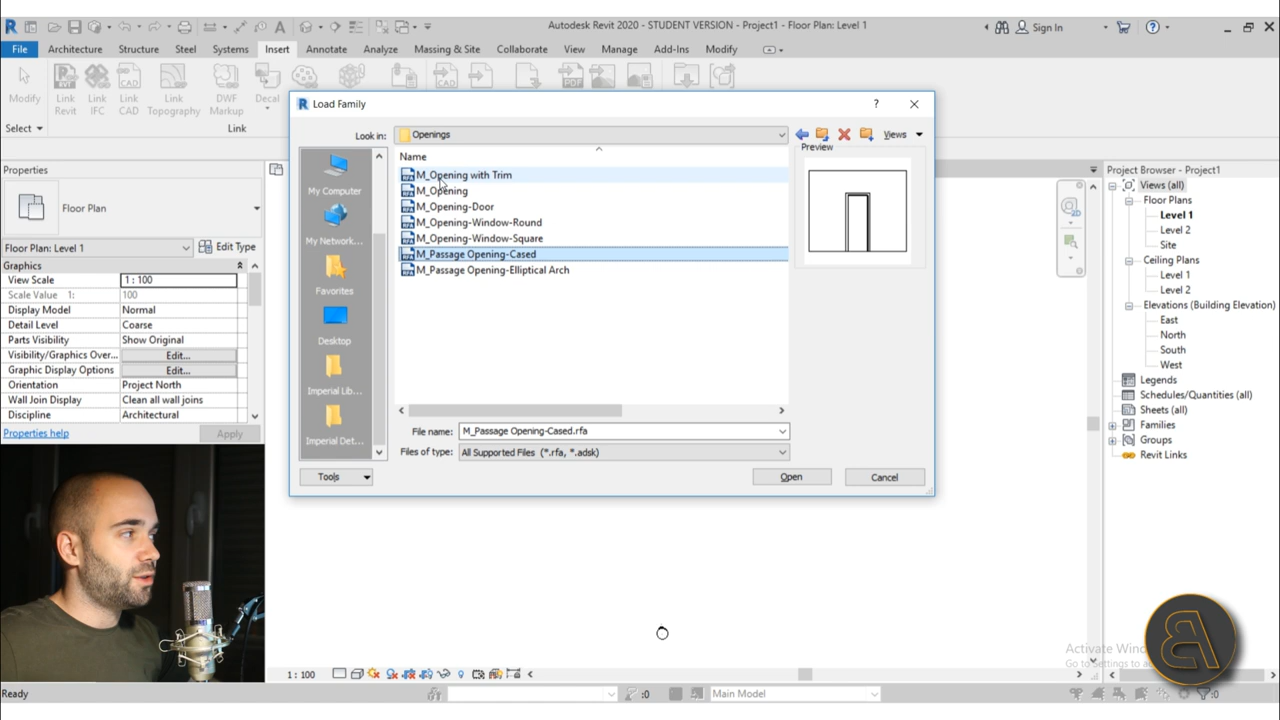 Autodesk Revit 2020 - STUDENT VERSION - Project1 - Floor Plan: Level 1
Sign In
File Architecture Structure Steel Systems Insert Annotate Analyze Massing & Site Collaborate View Manage Add-Ins Modify
Modify
Link Revit
Link IFC
Link CAD
Link Topography
DWF Markup
Decal
Select
Link
Load Family
Look in:
Openings
Views
Name
Preview
M_Opening with Trim
M_Opening
M_Opening-Door
M_Opening-Window-Round
M_Opening-Window-Square
M_Passage Opening-Cased
M_Passage Opening-Elliptical Arch
My Computer
My Network...
Favorites
Desktop
Imperial Lib...
Imperial Det...
File name:
M_Passage Opening-Cased.rfa
Files of type:
All Supported Files (*.rfa, *.adsk)
Tools
Open
Cancel
Properties
Floor Plan
Floor Plan: Level 1
Edit Type
Graphics
View Scale 1 : 100
Scale Value 1: 100
Display Model Normal
Detail Level Coarse
Parts Visibility Show Original
Visibility/Graphics Over... Edit...
Graphic Display Options Edit...
Orientation Project North
Wall Join Display Clean all wall joins
Discipline Architectural
Properties help
Apply
Project Browser - Project1
Views (all)
Floor Plans
Level 1
Level 2
Site
Ceiling Plans
Level 1
Level 2
Elevations (Building Elevation)
East
North
South
West
Legends
Schedules/Quantities (all)
Sheets (all)
Families
Groups
Revit Links
2D
1 : 100
Ready
:0
Main Model
:0